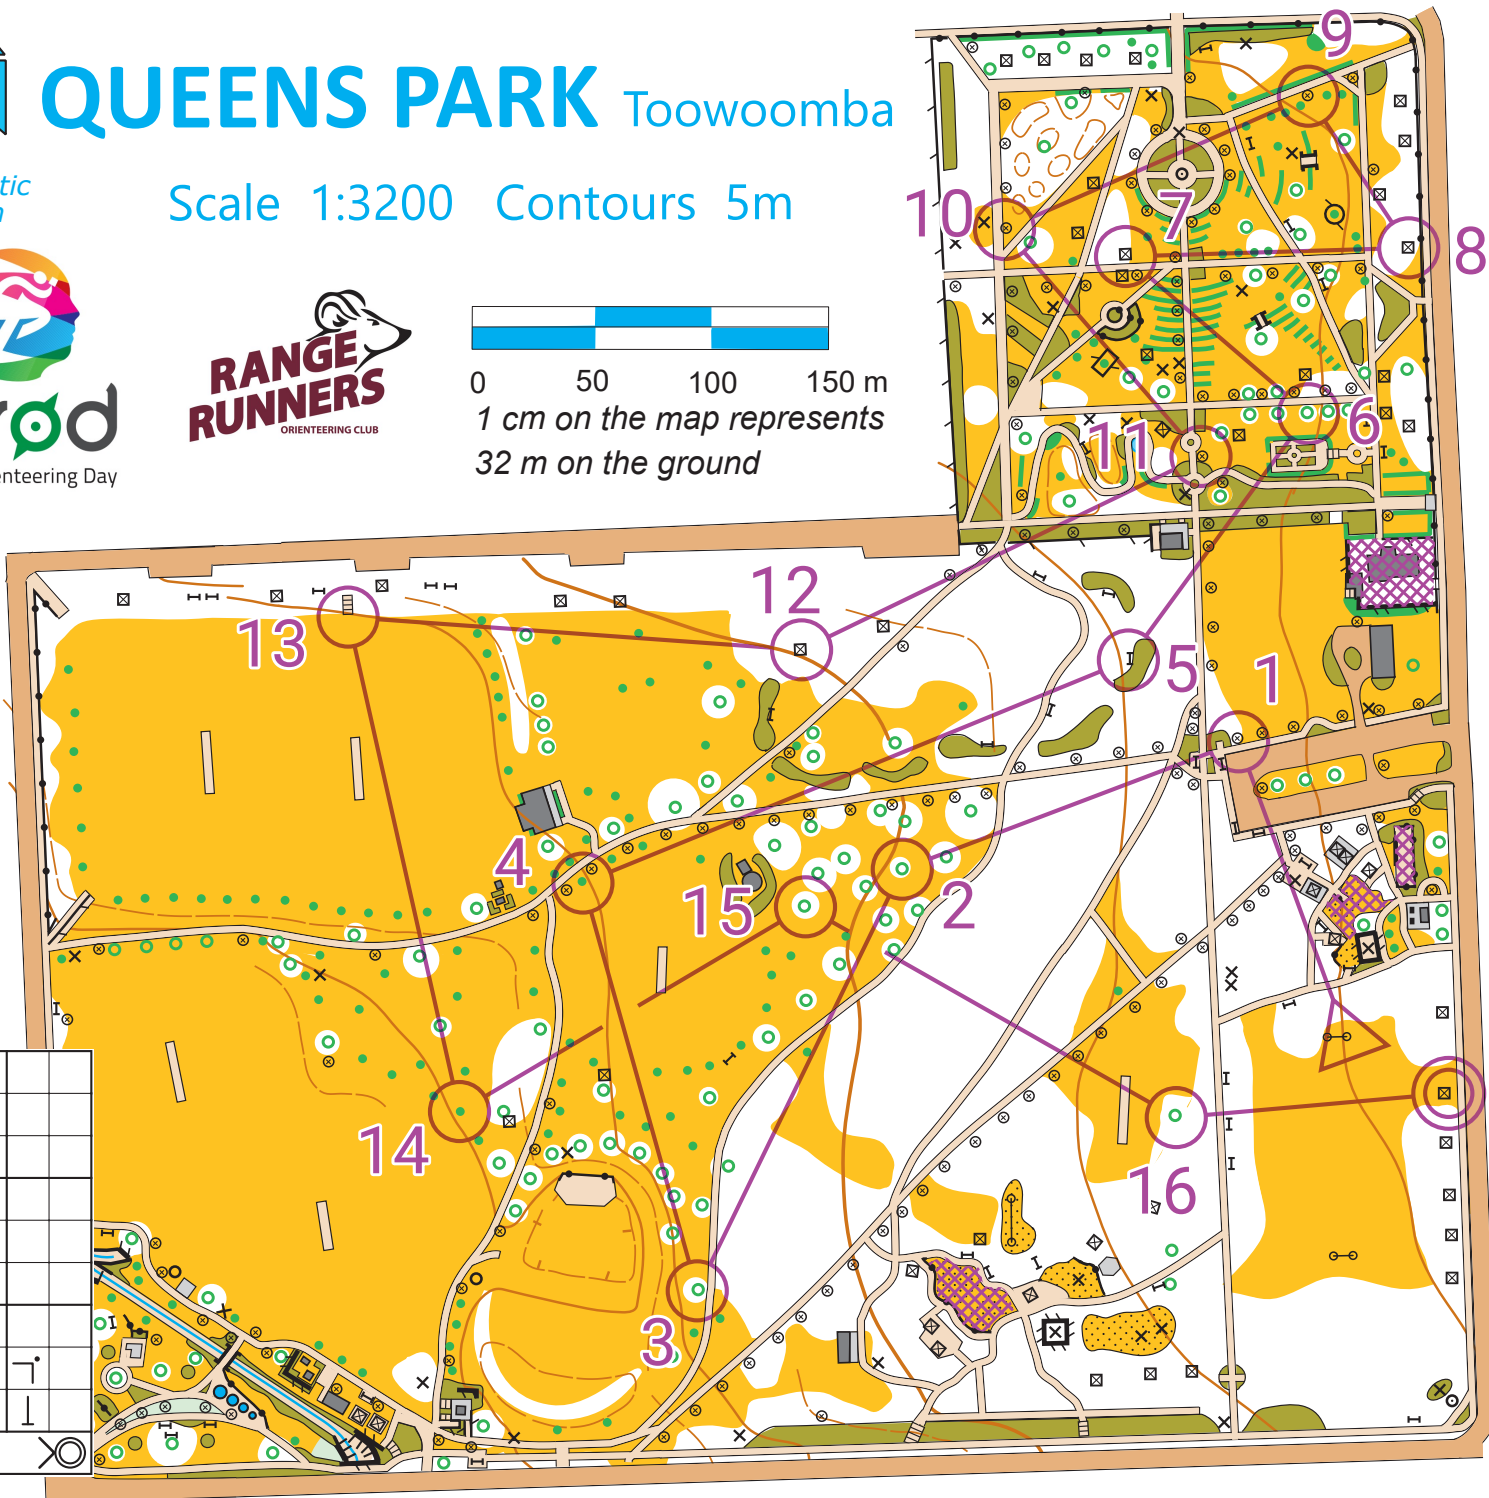 QUEENS PARK Toowoomba
Scale 1:3200 Contours 5m
tic
RANGE
RUNNERS
ORIENTEERING CLUB
0 50 100 150 m
1 cm on the map represents
32 m on the ground
rød
enteering Day
9
10
7
8
11
6
12
13
5
1
4
15
2
14
16
3